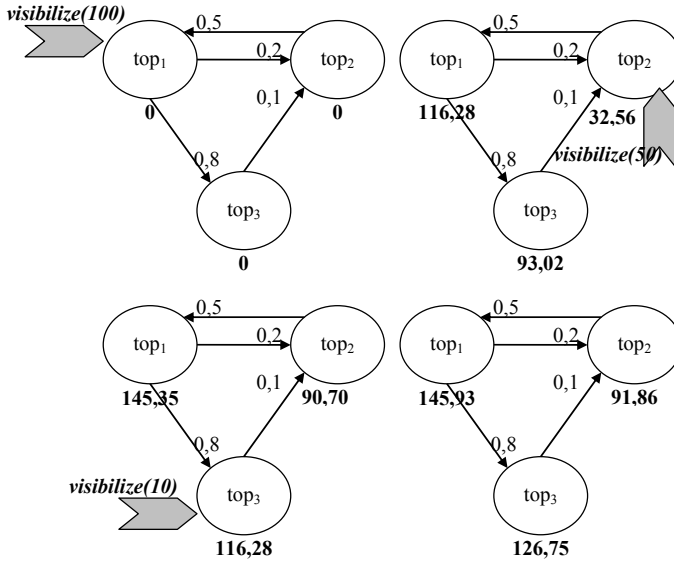 visibilize(100)
0,5
0,5
top₁
0,2
top₂
top₁
0,2
top₂
0
0,1
0
116,28
0,1
32,56
0,8
0,8
visibilize(50)
top₃
top₃
0
93,02
0,5
0,5
top₁
0,2
top₂
top₁
0,2
top₂
145,35
0,1
90,70
145,93
0,1
91,86
0,8
0,8
visibilize(10)
top₃
top₃
116,28
126,75